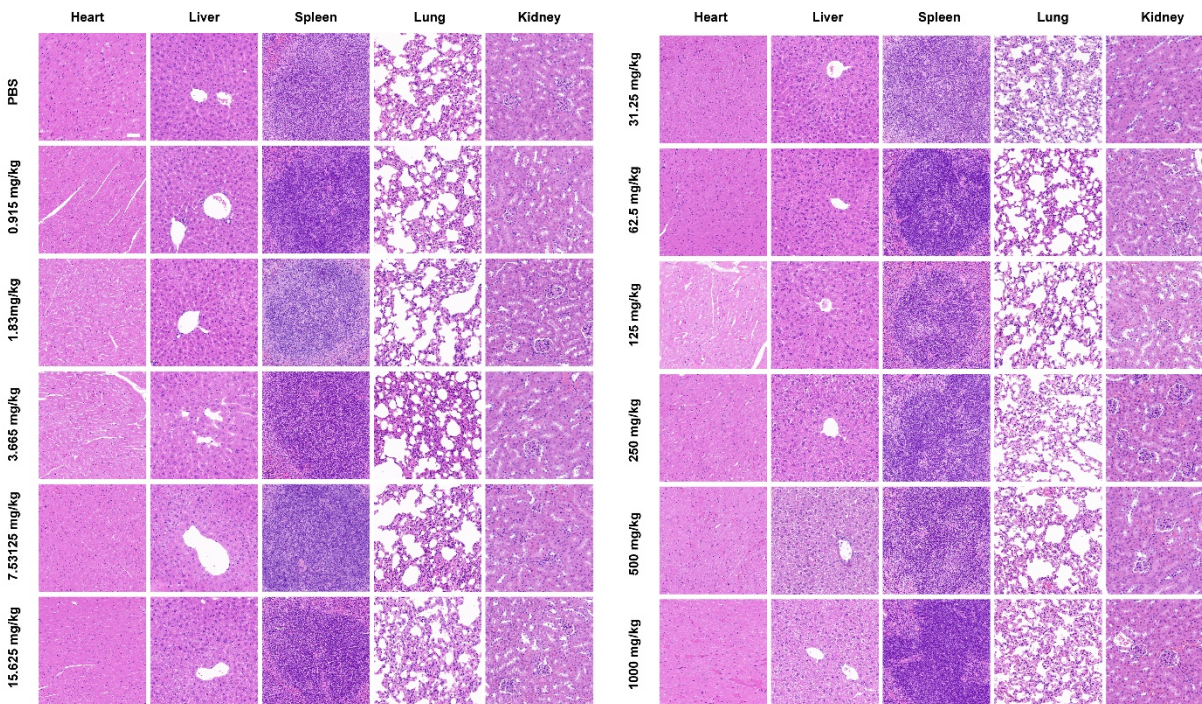 Heart Liver Spleen Lung Kidney
PBS
0.915 mg/kg
1.83mg/kg
3.665 mg/kg
7.53125 mg/kg
15.625 mg/kg
Heart Liver Spleen Lung Kidney
31.25 mg/kg
62.5 mg/kg
125 mg/kg
250 mg/kg
500 mg/kg
1000 mg/kg